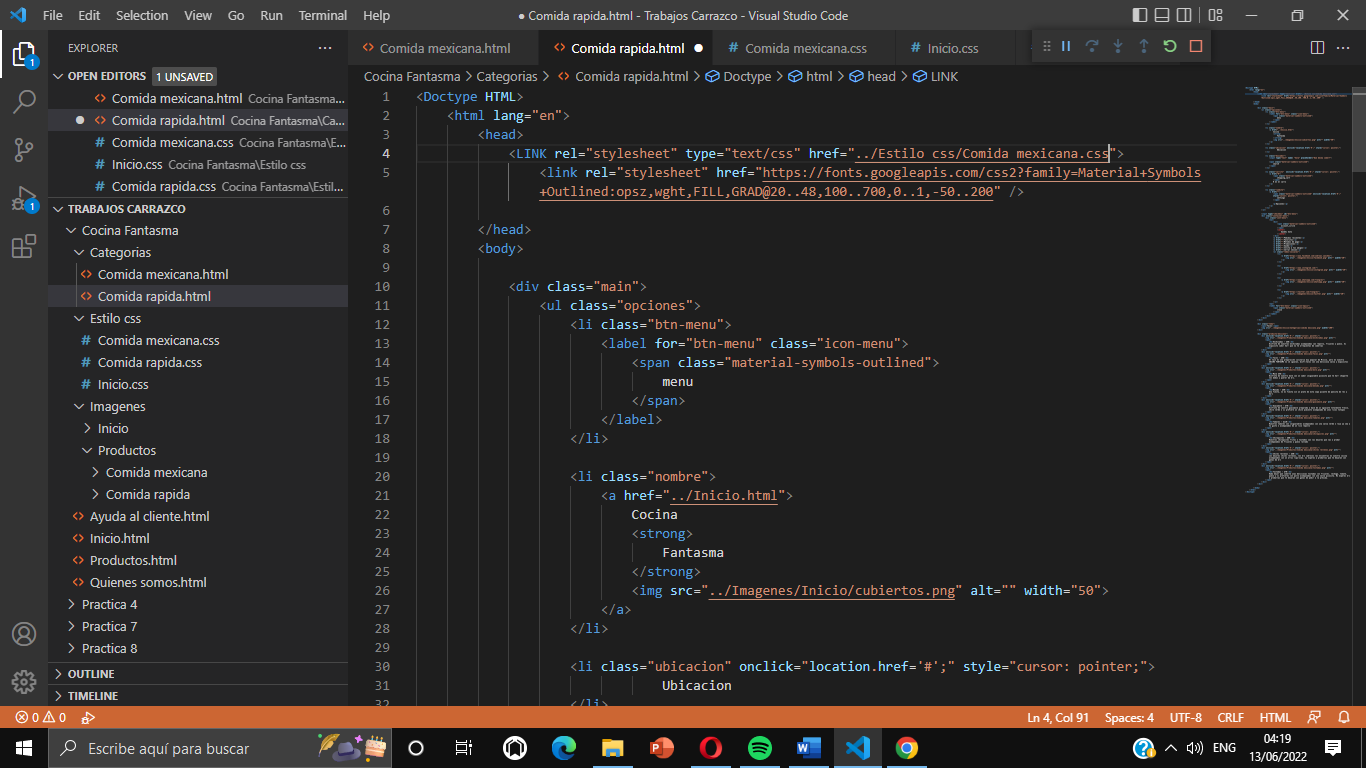 File Edit Selection View Go Run Terminal Help
● Comida rapida.html - Trabajos Carrazco - Visual Studio Code
EXPLORER
OPEN EDITORS 1 UNSAVED
Comida mexicana.html Cocina Fantasma...
Comida rapida.html Cocina Fantasma\Ca...
# Comida mexicana.css Cocina Fantasma\E...
# Inicio.css Cocina Fantasma\Estilo css
# Comida rapida.css Cocina Fantasma\Estil...
TRABAJOS CARRAZCO
Cocina Fantasma
Categorias
Comida mexicana.html
Comida rapida.html
Estilo css
# Comida mexicana.css
# Comida rapida.css
# Inicio.css
Imagenes
Inicio
Productos
Comida mexicana
Comida rapida
Ayuda al cliente.html
Inicio.html
Productos.html
Quienes somos.html
Practica 4
Practica 7
Practica 8
OUTLINE
TIMELINE
1
1
Comida mexicana.html Comida rapida.html # Comida mexicana.css # Inicio.css
Cocina Fantasma > Categorias > Comida rapida.html > Doctype > html > head > LINK
1 <Doctype HTML>
2 <html lang="en">
3 <head>
4 <LINK rel="stylesheet" type="text/css" href="../Estilo css/Comida mexicana.css">
5 <link rel="stylesheet" href="https://fonts.googleapis.com/css2?family=Material+Symbols
+Outlined:opsz,wght,FILL,GRAD@20..48,100..700,0..1,-50..200" />
6
7 </head>
8 <body>
9
10 <div class="main">
11 <ul class="opciones">
12 <li class="btn-menu">
13 <label for="btn-menu" class="icon-menu">
14 <span class="material-symbols-outlined">
15 menu
16 </span>
17 </label>
18 </li>
19
20 <li class="nombre">
21 <a href="../Inicio.html">
22 Cocina
23 <strong>
24 Fantasma
25 </strong>
26 <img src="../Imagenes/Inicio/cubiertos.png" alt="" width="50">
27 </a>
28 </li>
29
30 <li class="ubicacion" onclick="location.href='#';" style="cursor: pointer;">
31 Ubicacion
32 </li>
0 0
Ln 4, Col 91 Spaces: 4 UTF-8 CRLF HTML
Escribe aquí para buscar
ENG
04:19
13/06/2022